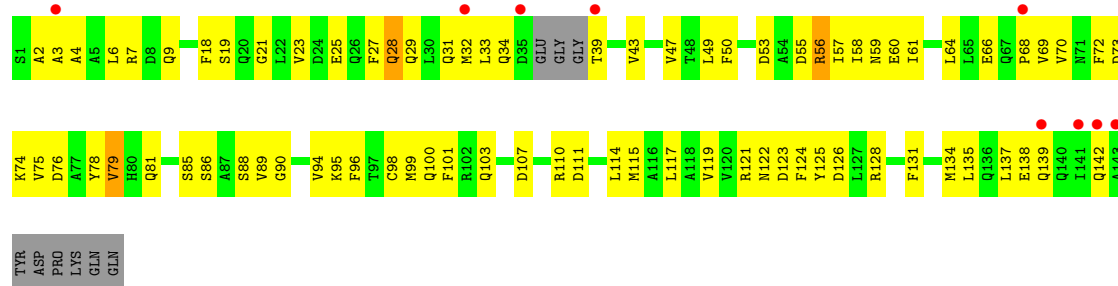 S1 A2 A3 A4 A5 L6 R7 D8 Q9 F18 S19 Q20 G21 L22 V23 D24 E25 Q26 F27 Q28 Q29 L30 Q31 M32 L33 Q34 D35 GLU GLY GLY T39 V43 V47 T48 L49 F50 D53 A54 D55 R56 I57 I58 N59 E60 I61 L64 L65 E66 Q67 P68 V69 V70 N71 F72 D73
K74 V75 D76 A77 Y78 V79 H80 Q81 S85 S86 A87 S88 V89 G90 V94 K95 F96 T97 C98 M99 Q100 F101 R102 Q103 D107 R110 D111 L114 M115 A116 L117 A118 V119 V120 R121 N122 D123 F124 Y125 D126 L127 R128 F131 M134 L135 Q136 L137 E138 Q139 Q140 I141 Q142 A143
TYR ASP PRO LYS GLN GLN